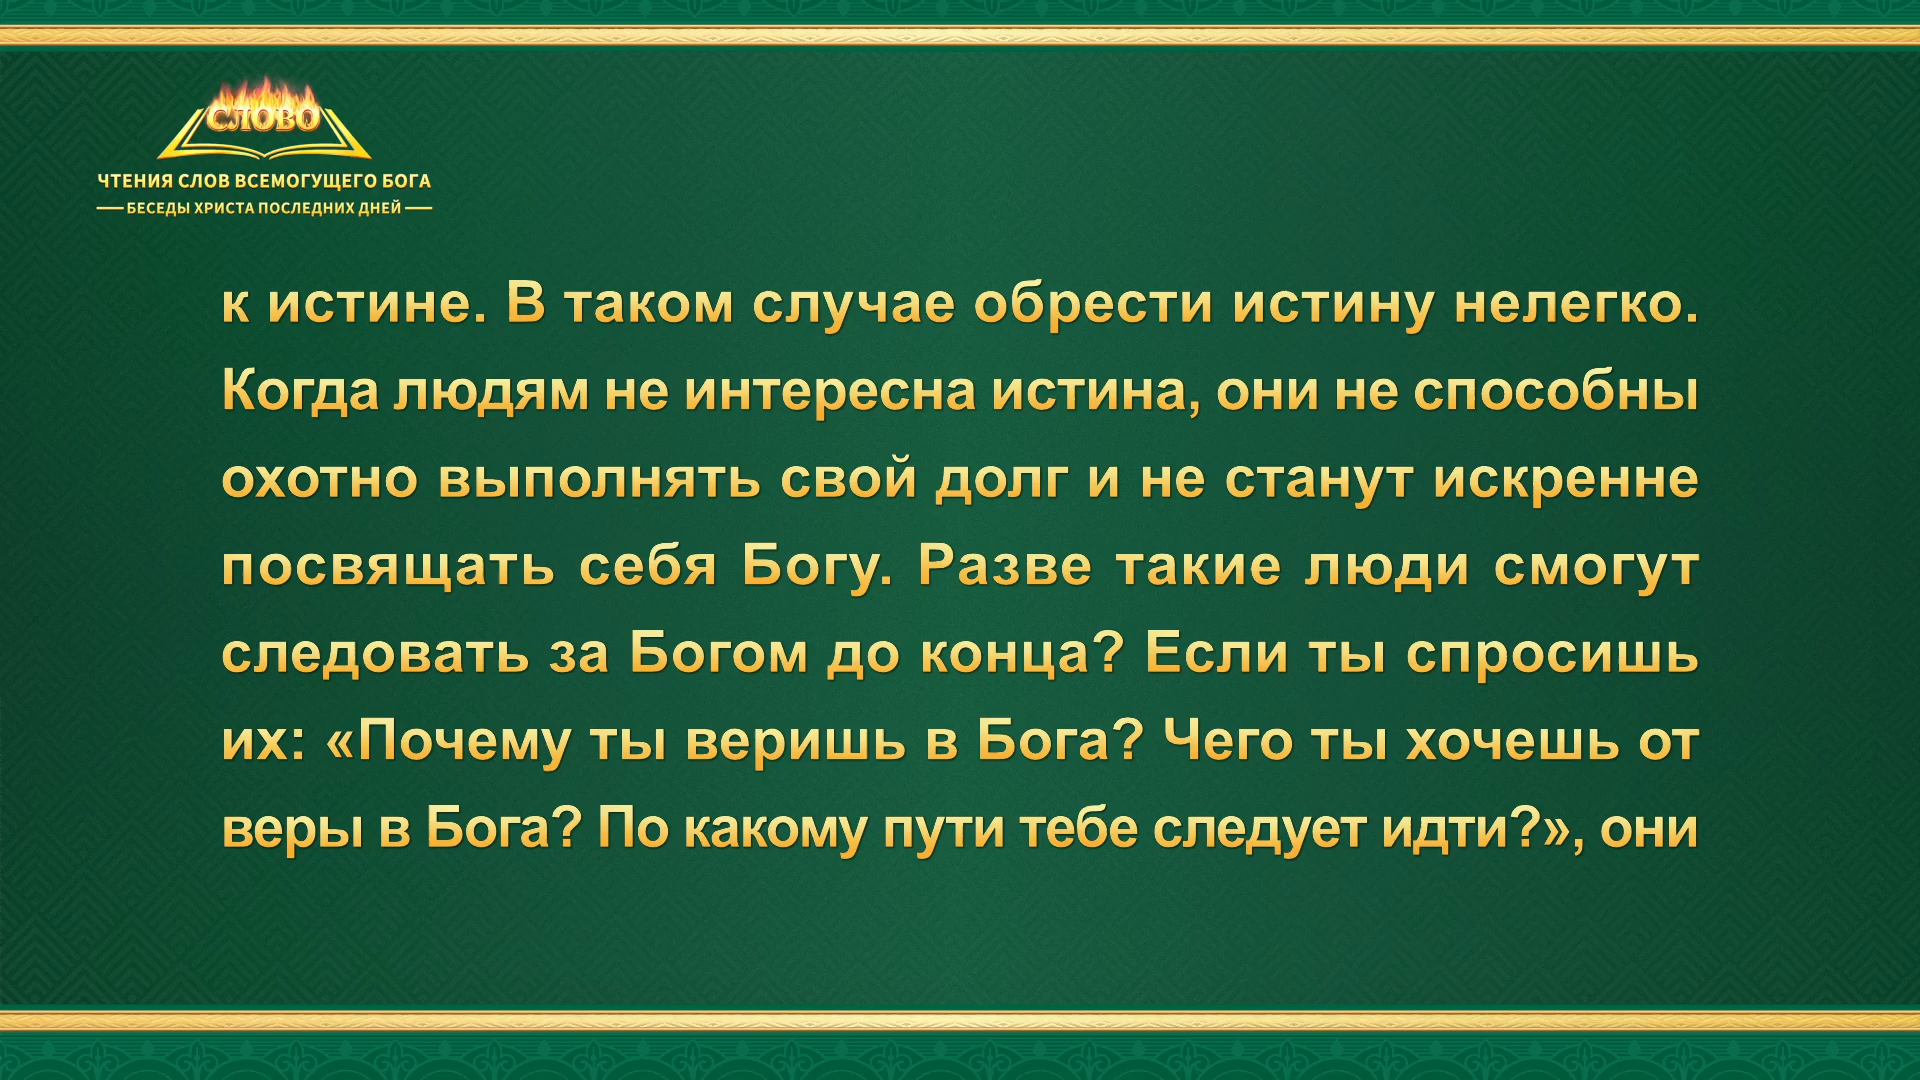 СЛОВО
ЧТЕНИЯ СЛОВ ВСЕМОГУЩЕГО БОГА
БЕСЕДЫ ХРИСТА ПОСЛЕДНИХ ДНЕЙ
к истине. В таком случае обрести истину нелегко.
Когда людям не интересна истина, они не способны
охотно выполнять свой долг и не станут искренне
посвящать себя Богу. Разве такие люди смогут
следовать за Богом до конца? Если ты спросишь
их: «Почему ты веришь в Бога? Чего ты хочешь от
веры в Бога? По какому пути тебе следует идти?», они